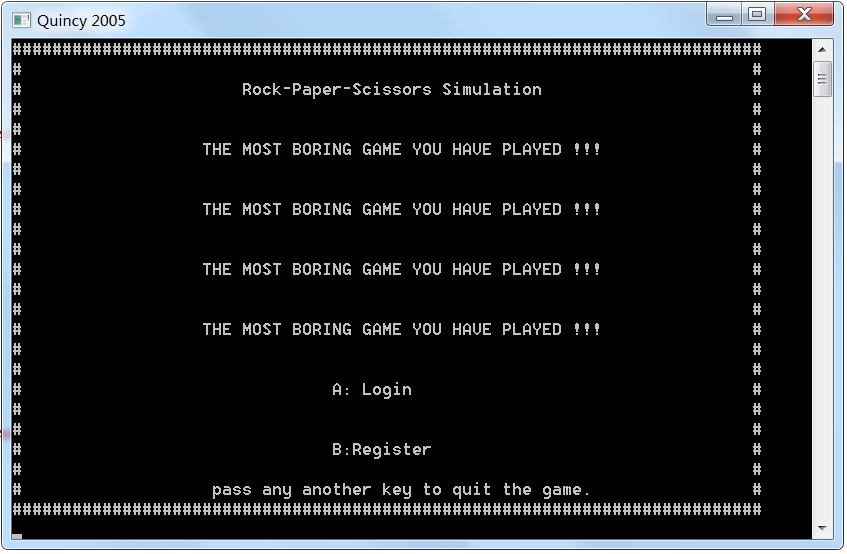 Quincy 2005
###########################################################################
# #
# Rock-Paper-Scissors Simulation #
# #
# #
# THE MOST BORING GAME YOU HAVE PLAYED !!! #
# #
# #
# THE MOST BORING GAME YOU HAVE PLAYED !!! #
# #
# #
# THE MOST BORING GAME YOU HAVE PLAYED !!! #
# #
# #
# THE MOST BORING GAME YOU HAVE PLAYED !!! #
# #
# #
# A: Login #
# #
# #
# B:Register #
# #
# pass any another key to quit the game. #
###########################################################################